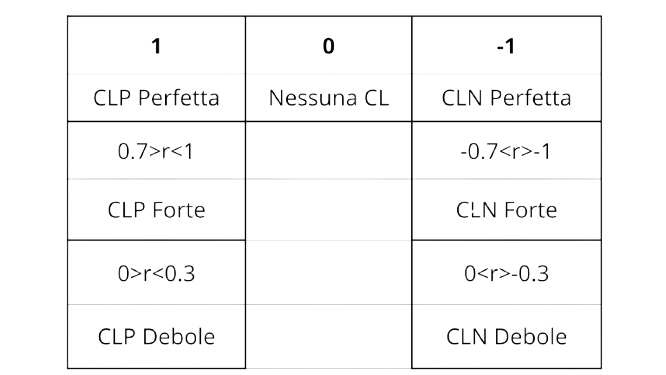 1 0 -1
CLP Perfetta Nessuna CL CLN Perfetta
0.7>r<1 -0.7<r>-1
CLP Forte CLN Forte
0>r<0.3 0<r>-0.3
CLP Debole CLN Debole